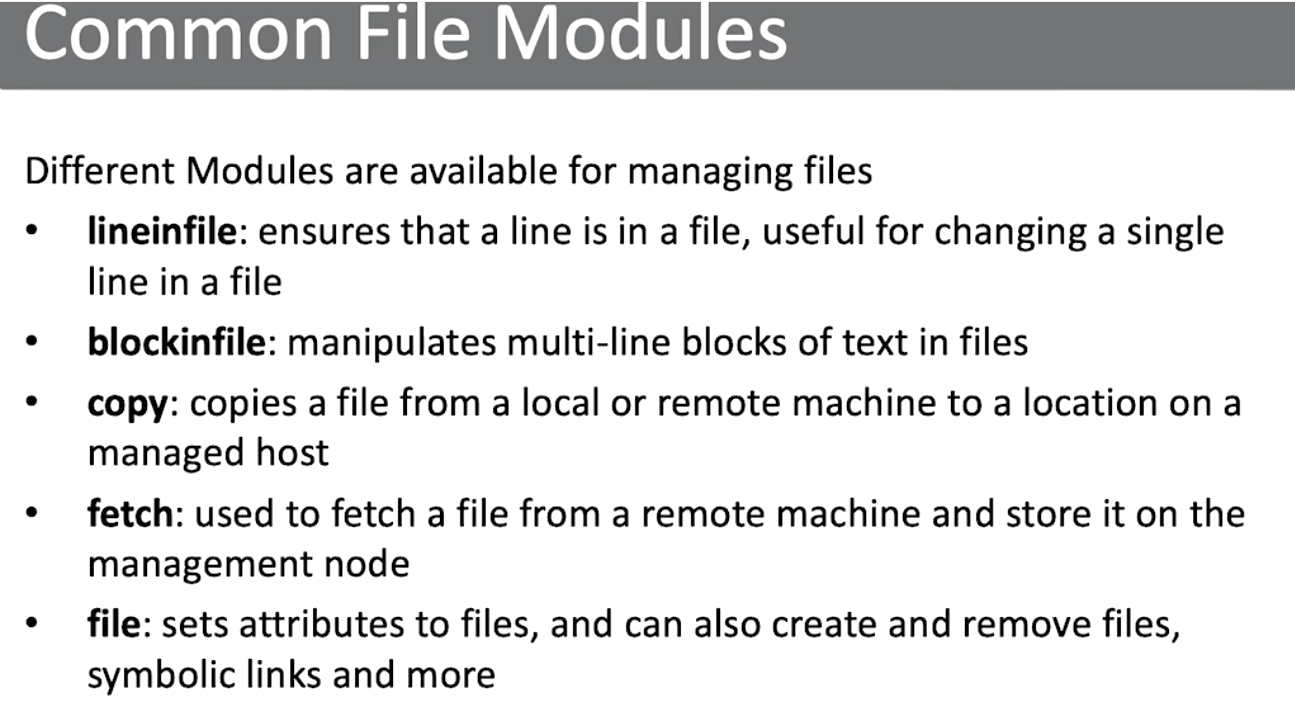 Common File Modules
Different Modules are available for managing files
• lineinfile: ensures that a line is in a file, useful for changing a single
line in a file
• blockinfile: manipulates multi-line blocks of text in files
• copy: copies a file from a local or remote machine to a location on a
managed host
• fetch: used to fetch a file from a remote machine and store it on the
management node
• file: sets attributes to files, and can also create and remove files,
symbolic links and more